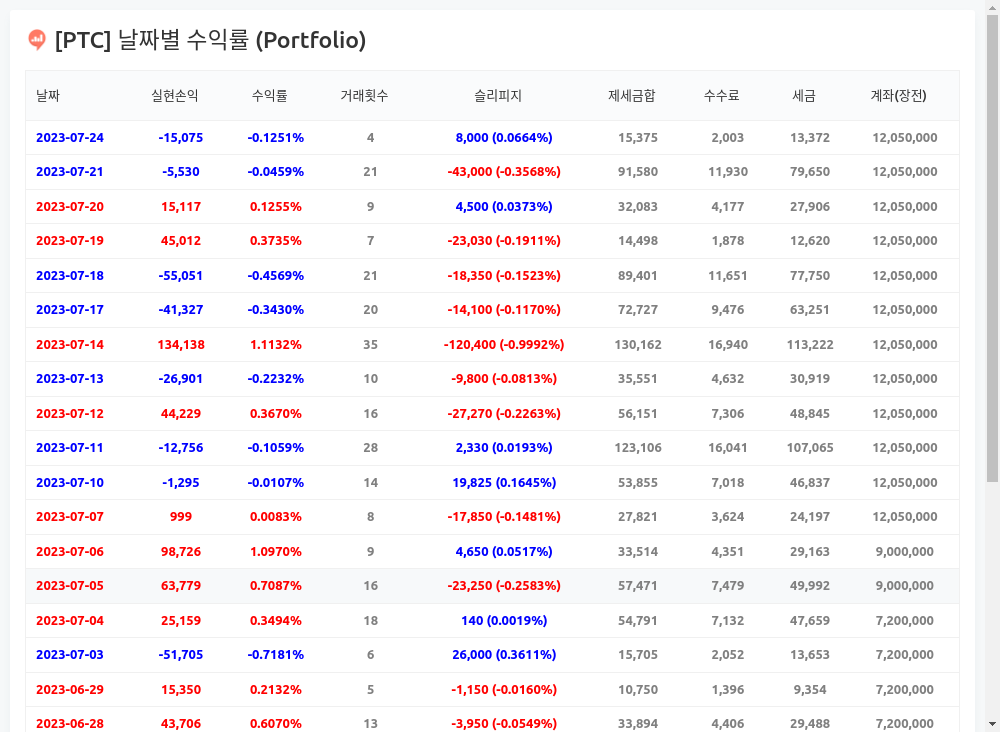 [PTC] 날짜별 수익률 (Portfolio)
날짜 실현손익 수익률 거래횟수 슬리피지 제세금합 수수료 세금 계좌(장전)
2023-07-24 -15,075 -0.1251% 4 8,000 (0.0664%) 15,375 2,003 13,372 12,050,000
2023-07-21 -5,530 -0.0459% 21 -43,000 (-0.3568%) 91,580 11,930 79,650 12,050,000
2023-07-20 15,117 0.1255% 9 4,500 (0.0373%) 32,083 4,177 27,906 12,050,000
2023-07-19 45,012 0.3735% 7 -23,030 (-0.1911%) 14,498 1,878 12,620 12,050,000
2023-07-18 -55,051 -0.4569% 21 -18,350 (-0.1523%) 89,401 11,651 77,750 12,050,000
2023-07-17 -41,327 -0.3430% 20 -14,100 (-0.1170%) 72,727 9,476 63,251 12,050,000
2023-07-14 134,138 1.1132% 35 -120,400 (-0.9992%) 130,162 16,940 113,222 12,050,000
2023-07-13 -26,901 -0.2232% 10 -9,800 (-0.0813%) 35,551 4,632 30,919 12,050,000
2023-07-12 44,229 0.3670% 16 -27,270 (-0.2263%) 56,151 7,306 48,845 12,050,000
2023-07-11 -12,756 -0.1059% 28 2,330 (0.0193%) 123,106 16,041 107,065 12,050,000
2023-07-10 -1,295 -0.0107% 14 19,825 (0.1645%) 53,855 7,018 46,837 12,050,000
2023-07-07 999 0.0083% 8 -17,850 (-0.1481%) 27,821 3,624 24,197 12,050,000
2023-07-06 98,726 1.0970% 9 4,650 (0.0517%) 33,514 4,351 29,163 9,000,000
2023-07-05 63,779 0.7087% 16 -23,250 (-0.2583%) 57,471 7,479 49,992 9,000,000
2023-07-04 25,159 0.3494% 18 140 (0.0019%) 54,791 7,132 47,659 7,200,000
2023-07-03 -51,705 -0.7181% 6 26,000 (0.3611%) 15,705 2,052 13,653 7,200,000
2023-06-29 15,350 0.2132% 5 -1,150 (-0.0160%) 10,750 1,396 9,354 7,200,000
2023-06-28 43,706 0.6070% 13 -3,950 (-0.0549%) 33,894 4,406 29,488 7,200,000